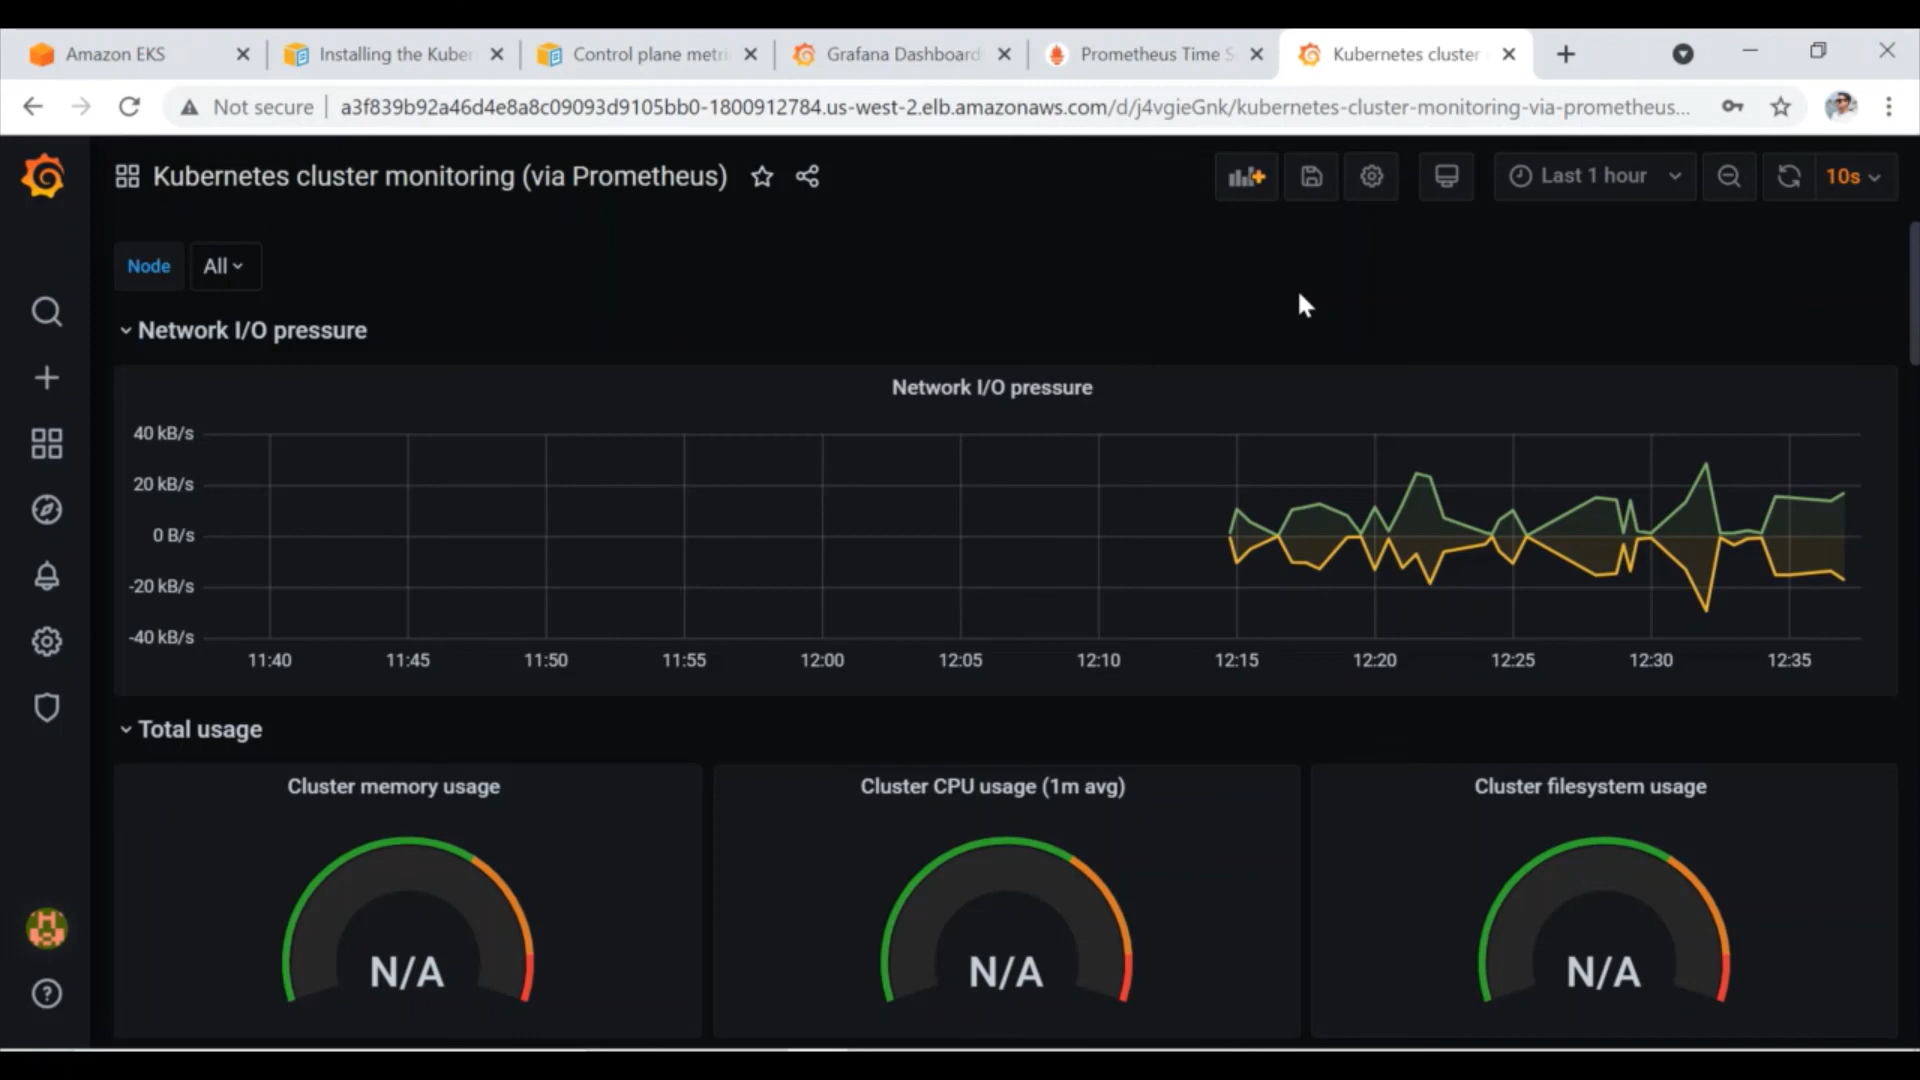 Amazon EKS
Installing the Kuber
Control plane metri
Grafana Dashboard
Prometheus Time S
Kubernetes cluster
Not secure
a3f839b92a46d4e8a8c09093d9105bb0-1800912784.us-west-2.elb.amazonaws.com/d/j4vgieGnk/kubernetes-cluster-monitoring-via-prometheus...
Kubernetes cluster monitoring (via Prometheus)
Last 1 hour
10s
Node
All
Network I/O pressure
Network I/O pressure
40 kB/s
20 kB/s
0 B/s
-20 kB/s
-40 kB/s
11:40 11:45 11:50 11:55 12:00 12:05 12:10 12:15 12:20 12:25 12:30 12:35
Total usage
Cluster memory usage
Cluster CPU usage (1m avg)
Cluster filesystem usage
N/A
N/A
N/A